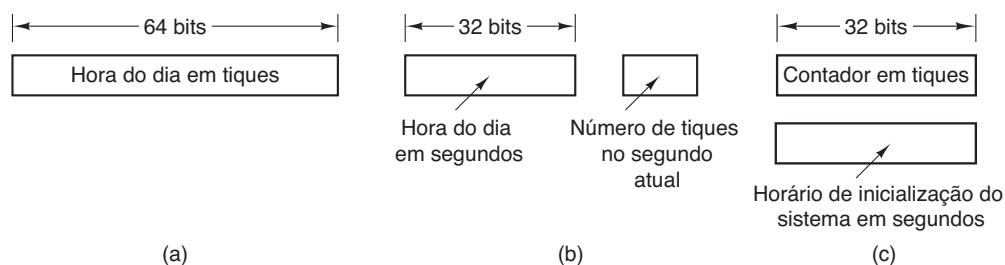 64 bits
Hora do dia em tiques
(a)
32 bits
Hora do dia
em segundos
Número de tiques
no segundo
atual
(b)
32 bits
Contador em tiques
Horário de inicialização do
sistema em segundos
(c)